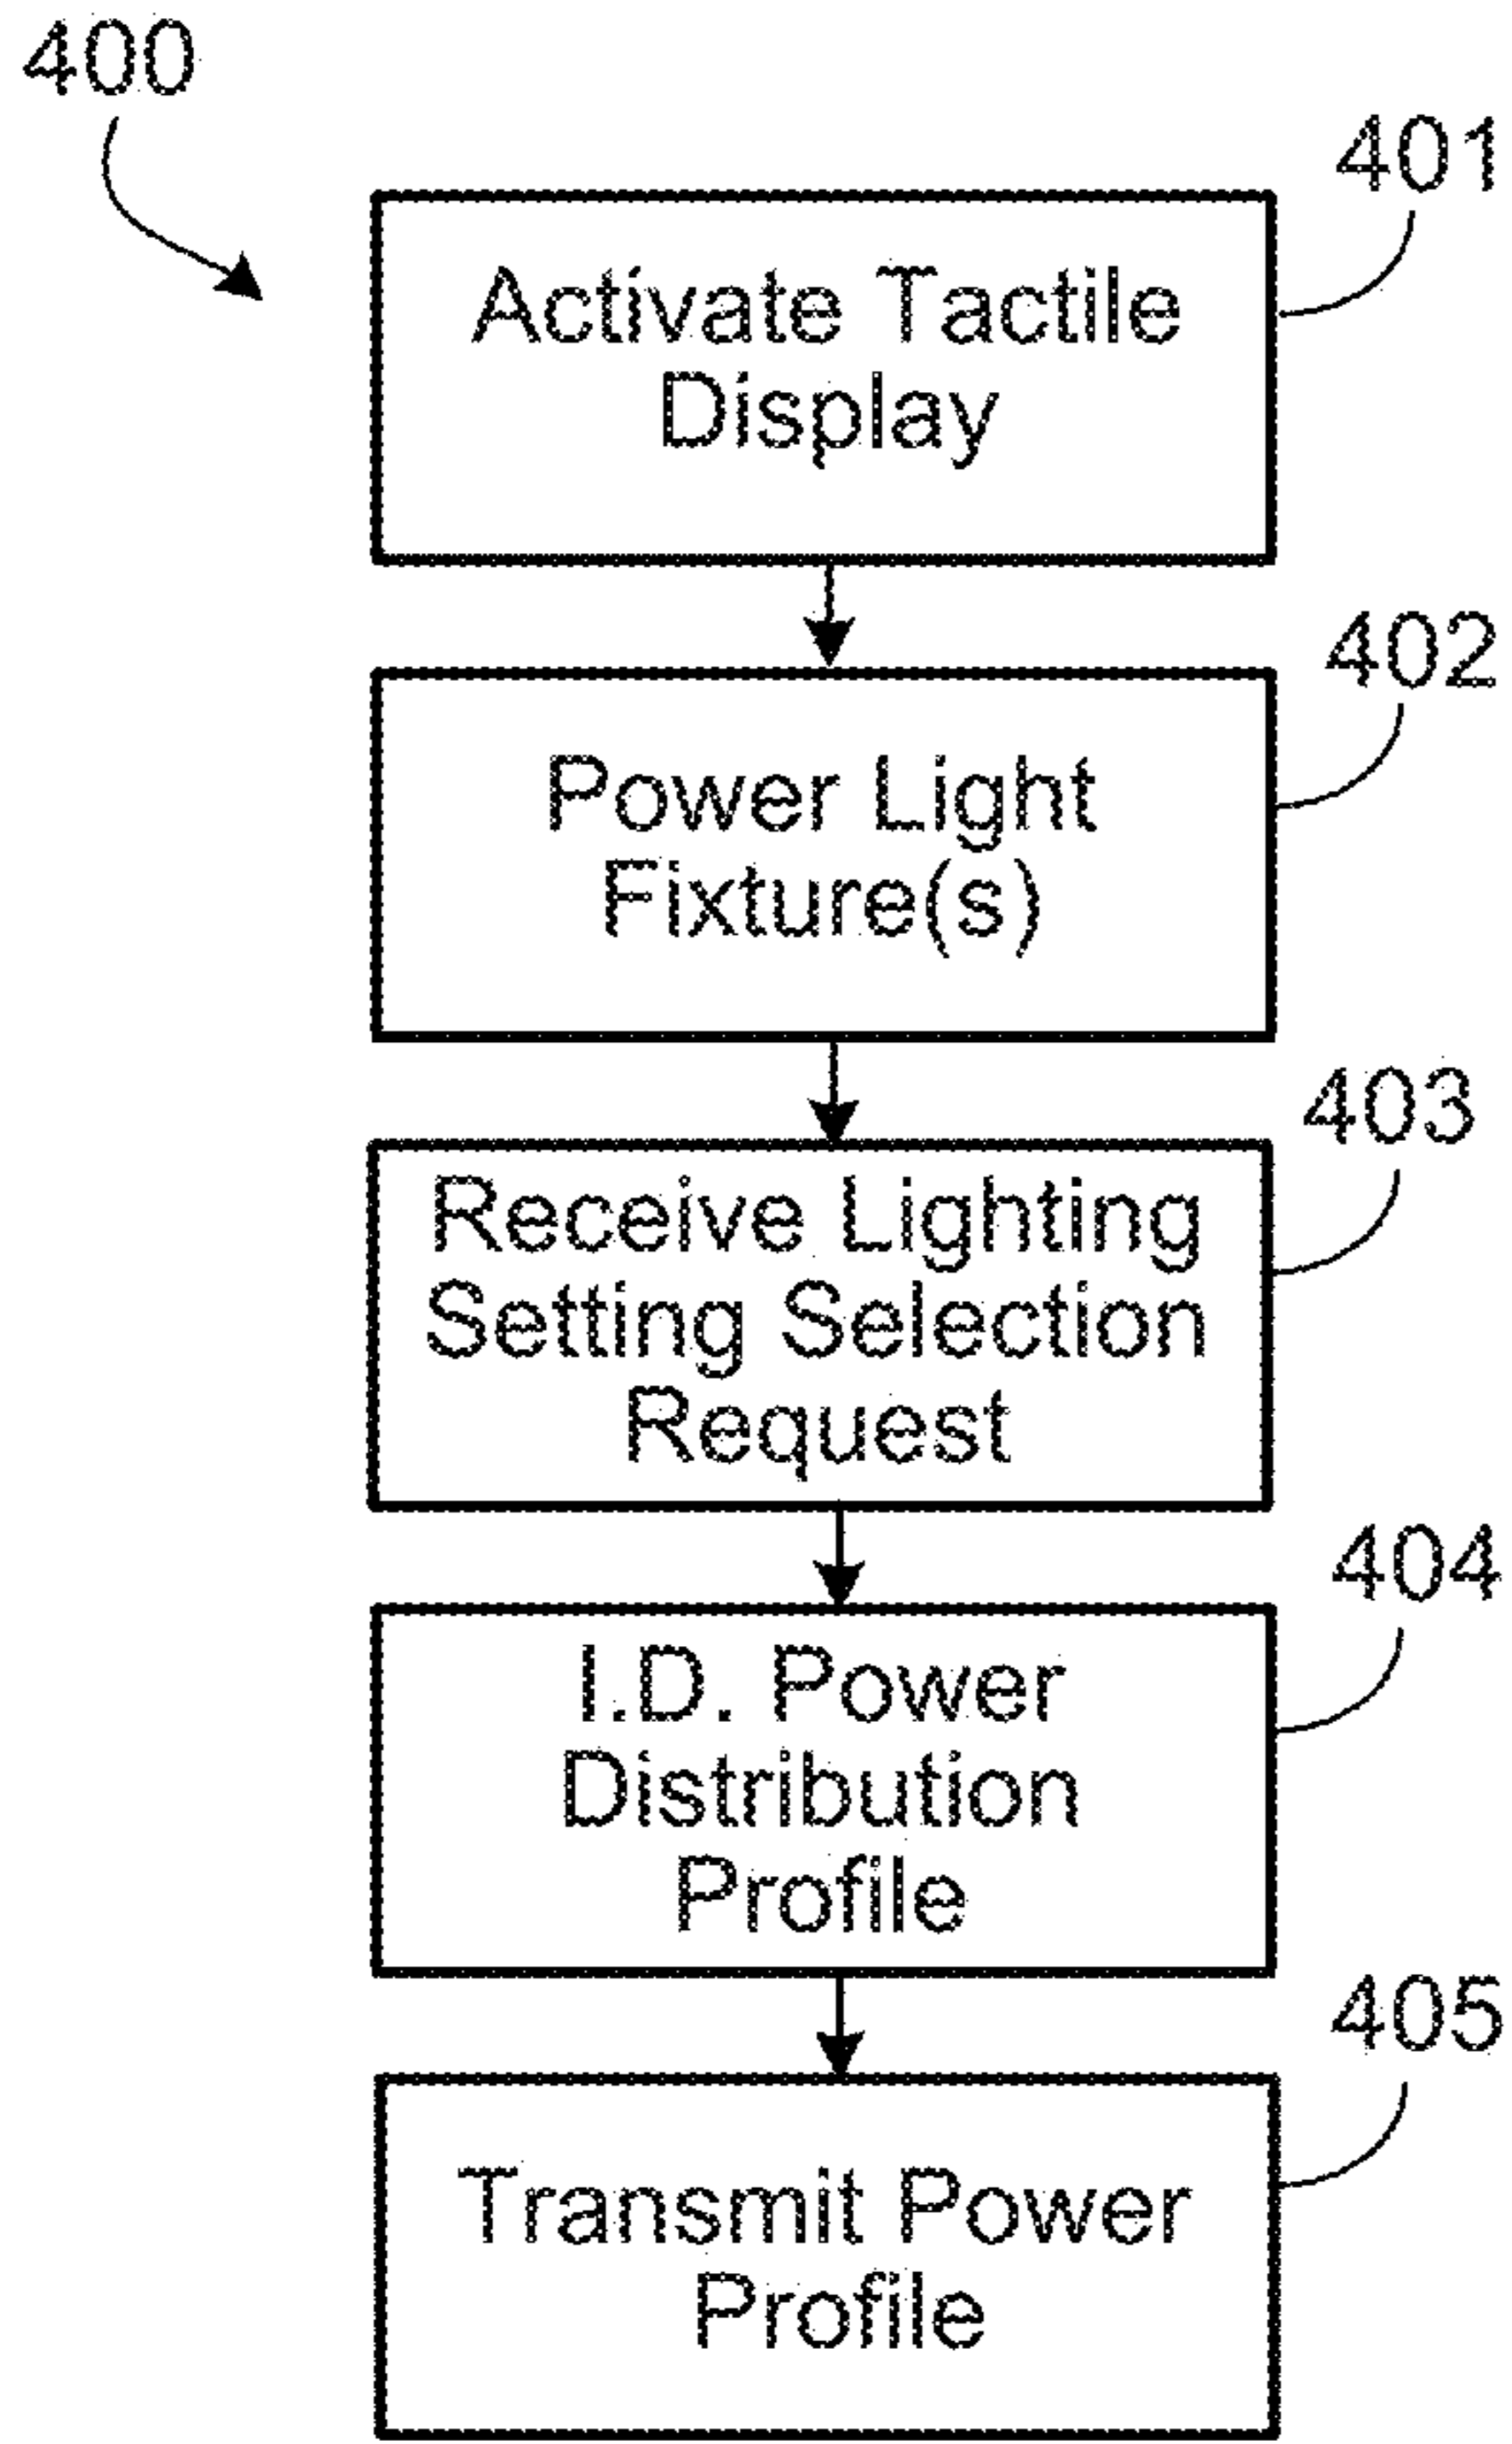 400
401
Activate Tactile
Display
402
Power Light
Fixture(s)
403
Receive Lighting
Setting Selection
Request
404
I.D. Power
Distribution
Profile
405
Transmit Power
Profile